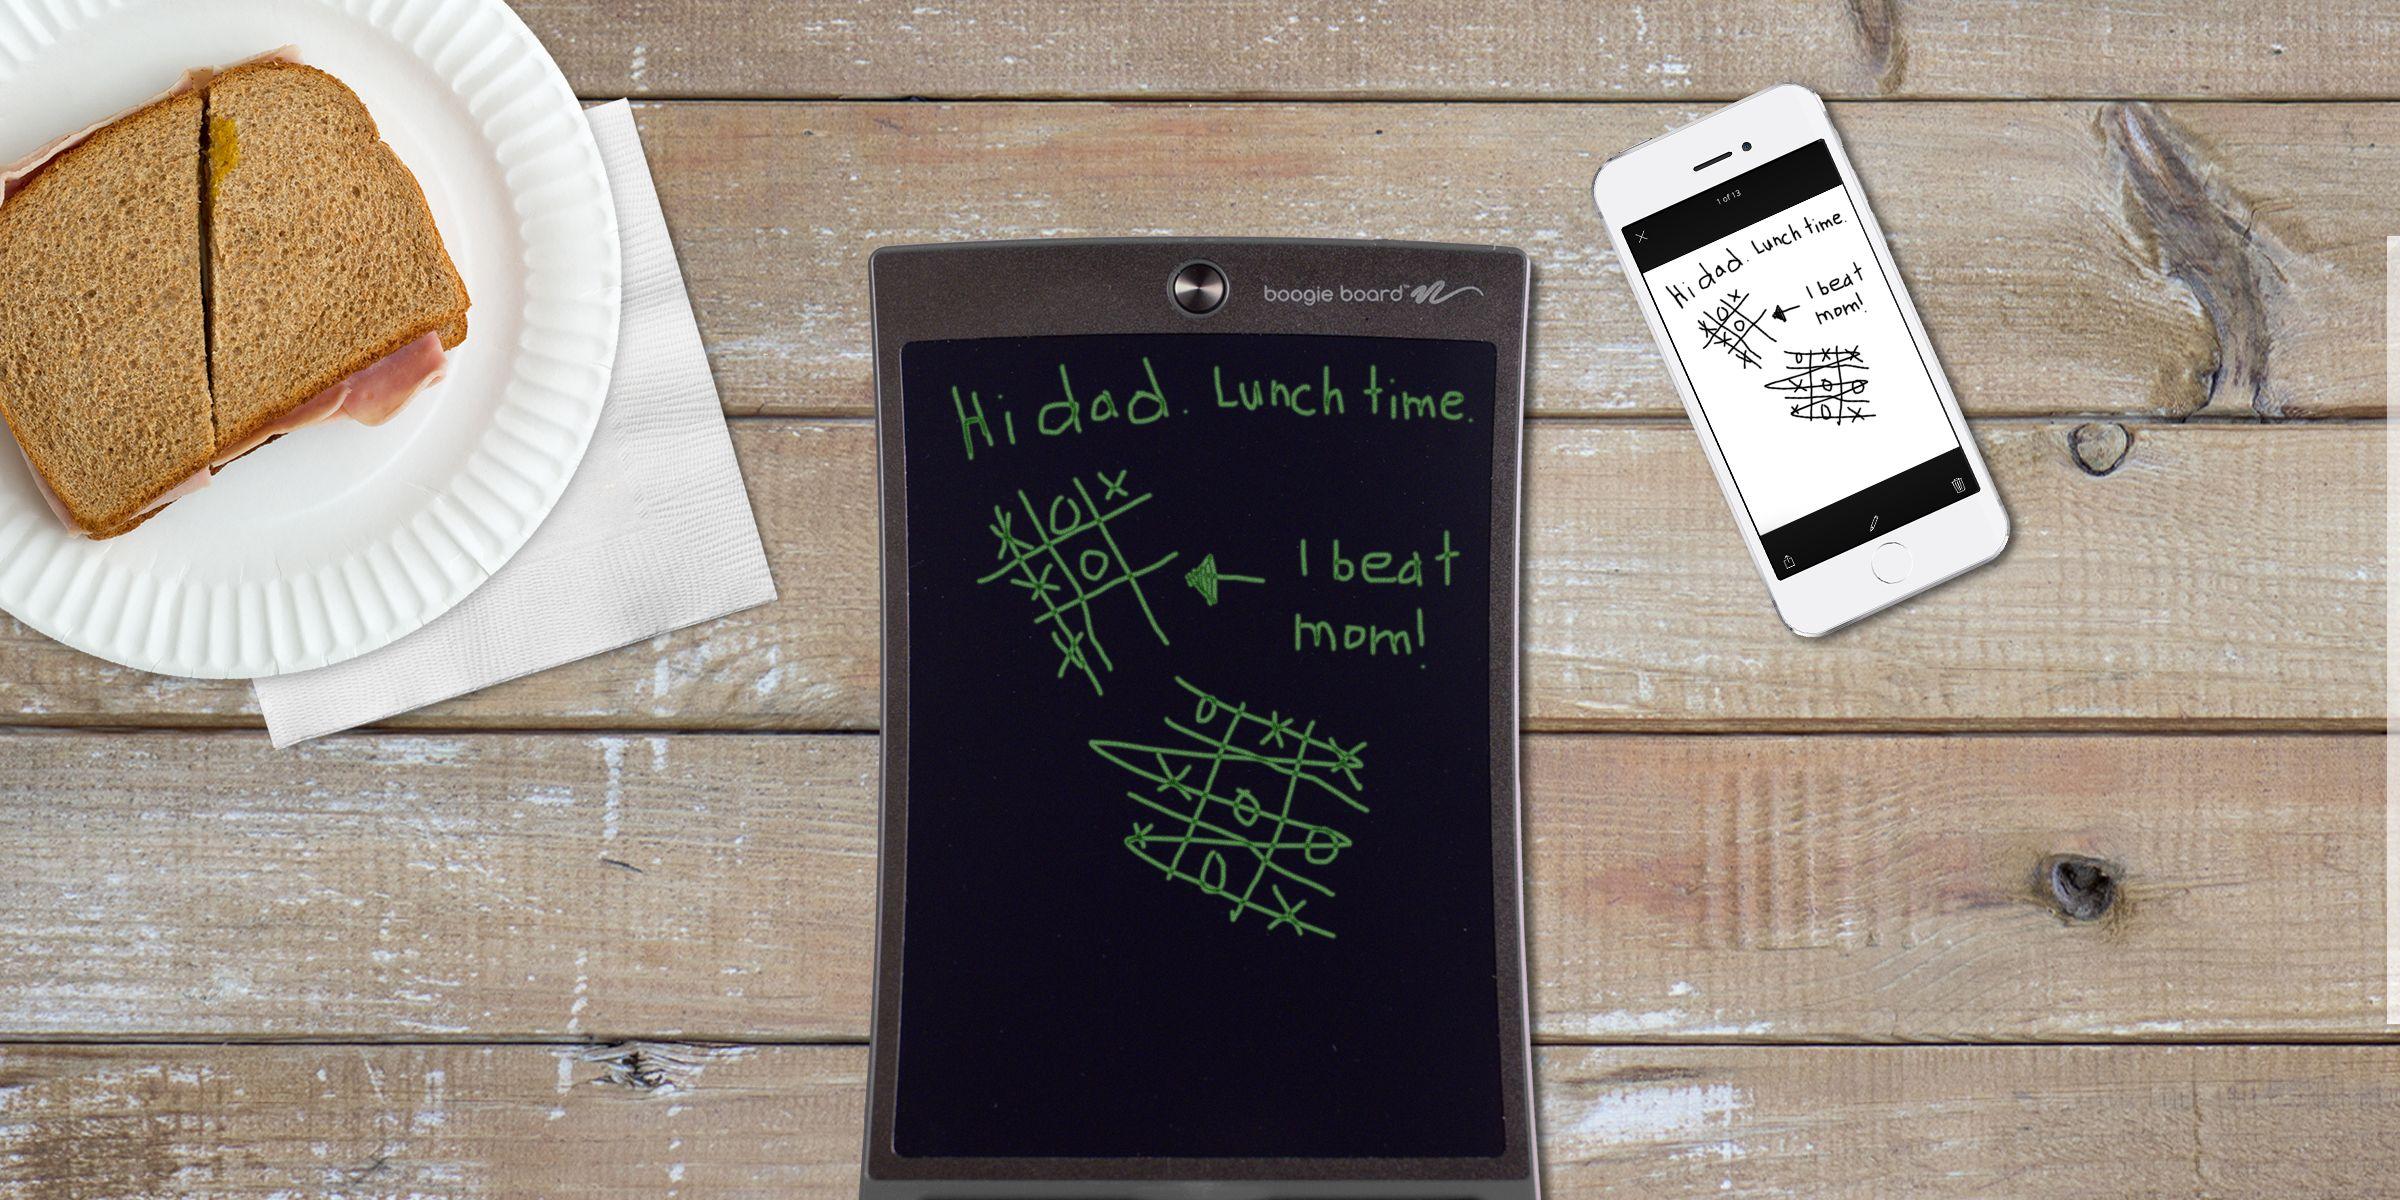 boogie board™
Hi dad. Lunch time.
I beat
mom!
X O X
X O
X
O X X
X O O
X O X
1 of 13
Hi dad. Lunch time.
I beat
mom!
X O X
X O
X
O X X
X O O
X O X